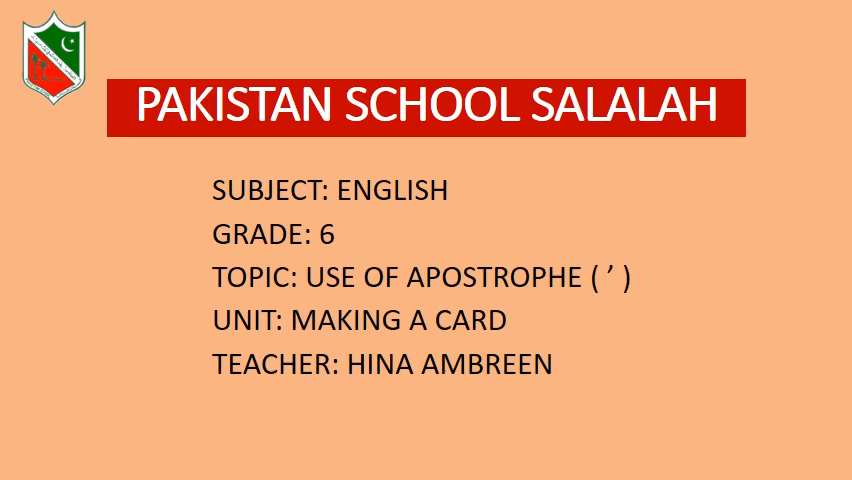 PAKISTAN SCHOOL SALALAH
SUBJECT: ENGLISH
GRADE: 6
TOPIC: USE OF APOSTROPHE ( ’ )
UNIT: MAKING A CARD
TEACHER: HINA AMBREEN